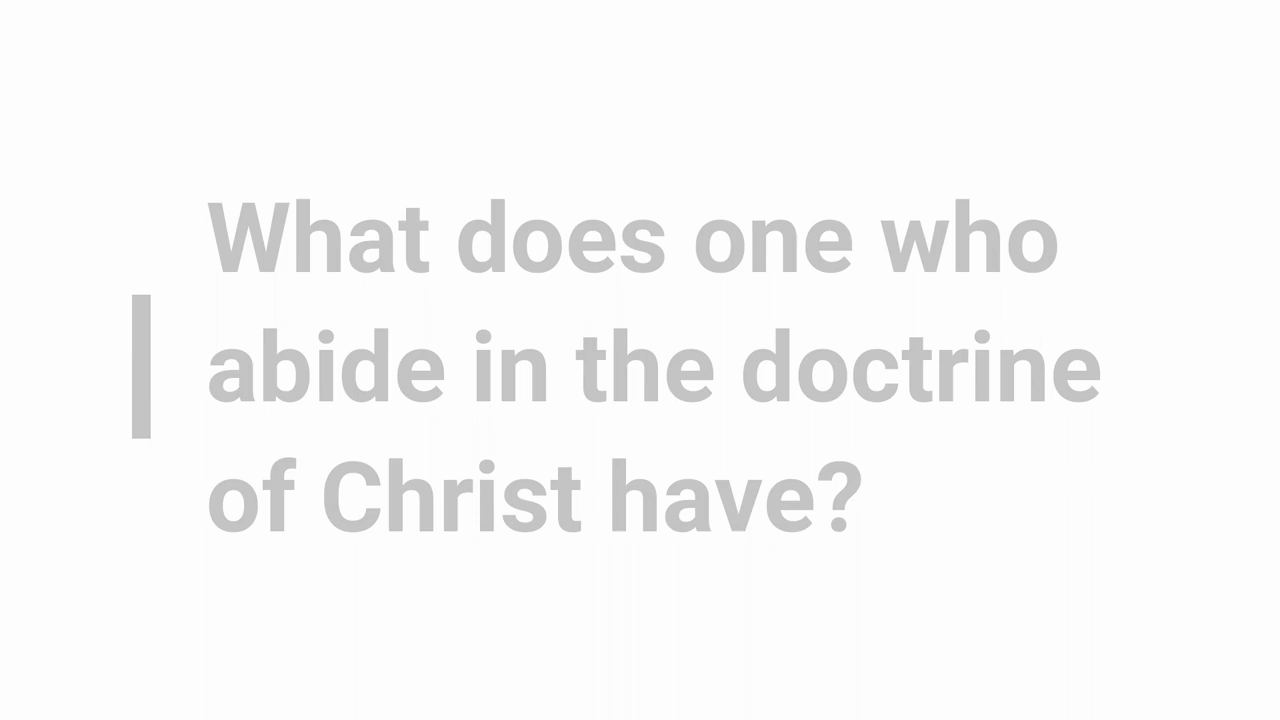 What does one who
abide in the doctrine
of Christ have?